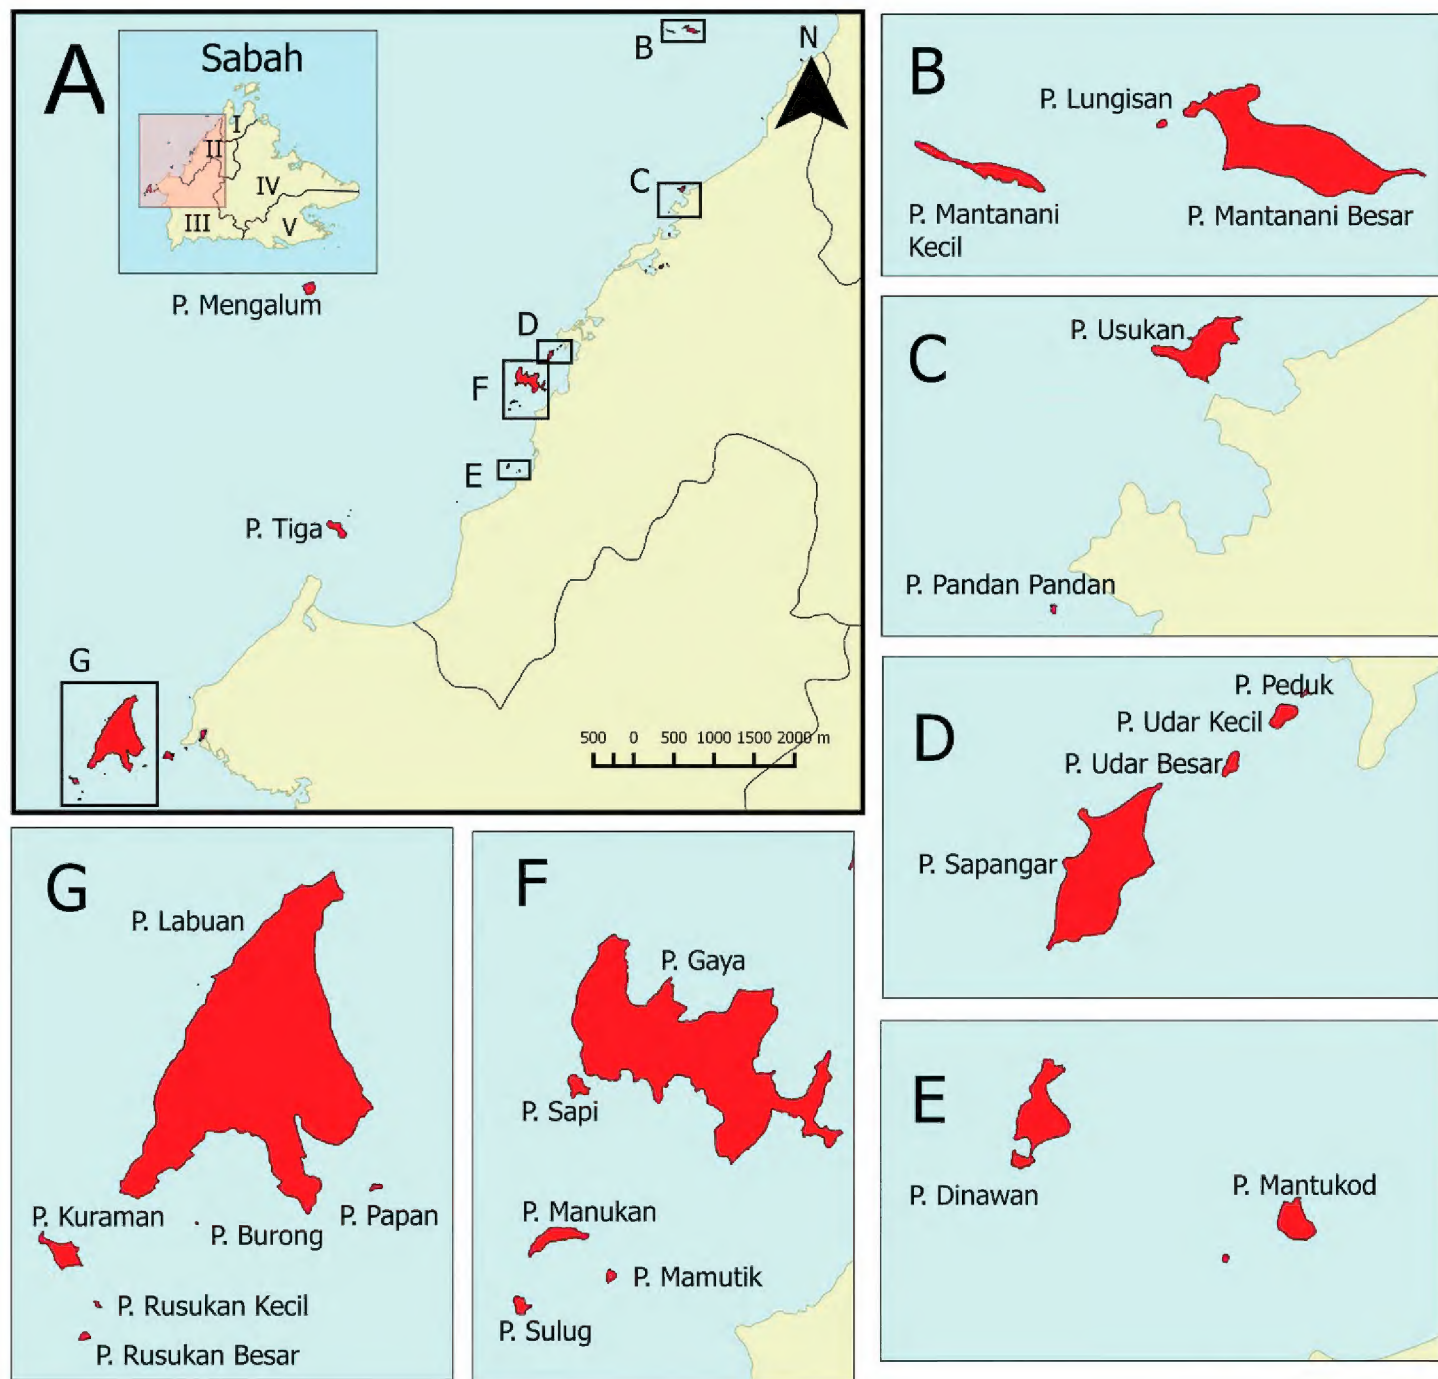 A
Sabah
I
II
III
IV
V
N
B
C
D
F
E
G
P. Mengalum
P. Tiga
500 0 500 1000 1500 2000 m
B
P. Lungisan
P. Mantanani
Kecil
P. Mantanani Besar
C
P. Usukan
P. Pandan Pandan
D
P. Peduk
P. Udar Kecil
P. Udar Besar
P. Sapangar
G
P. Labuan
P. Kuraman
P. Burong
P. Papan
P. Rusukan Kecil
P. Rusukan Besar
F
P. Gaya
P. Sapi
P. Manukan
P. Mamutik
P. Sulug
E
P. Dinawan
P. Mantukod